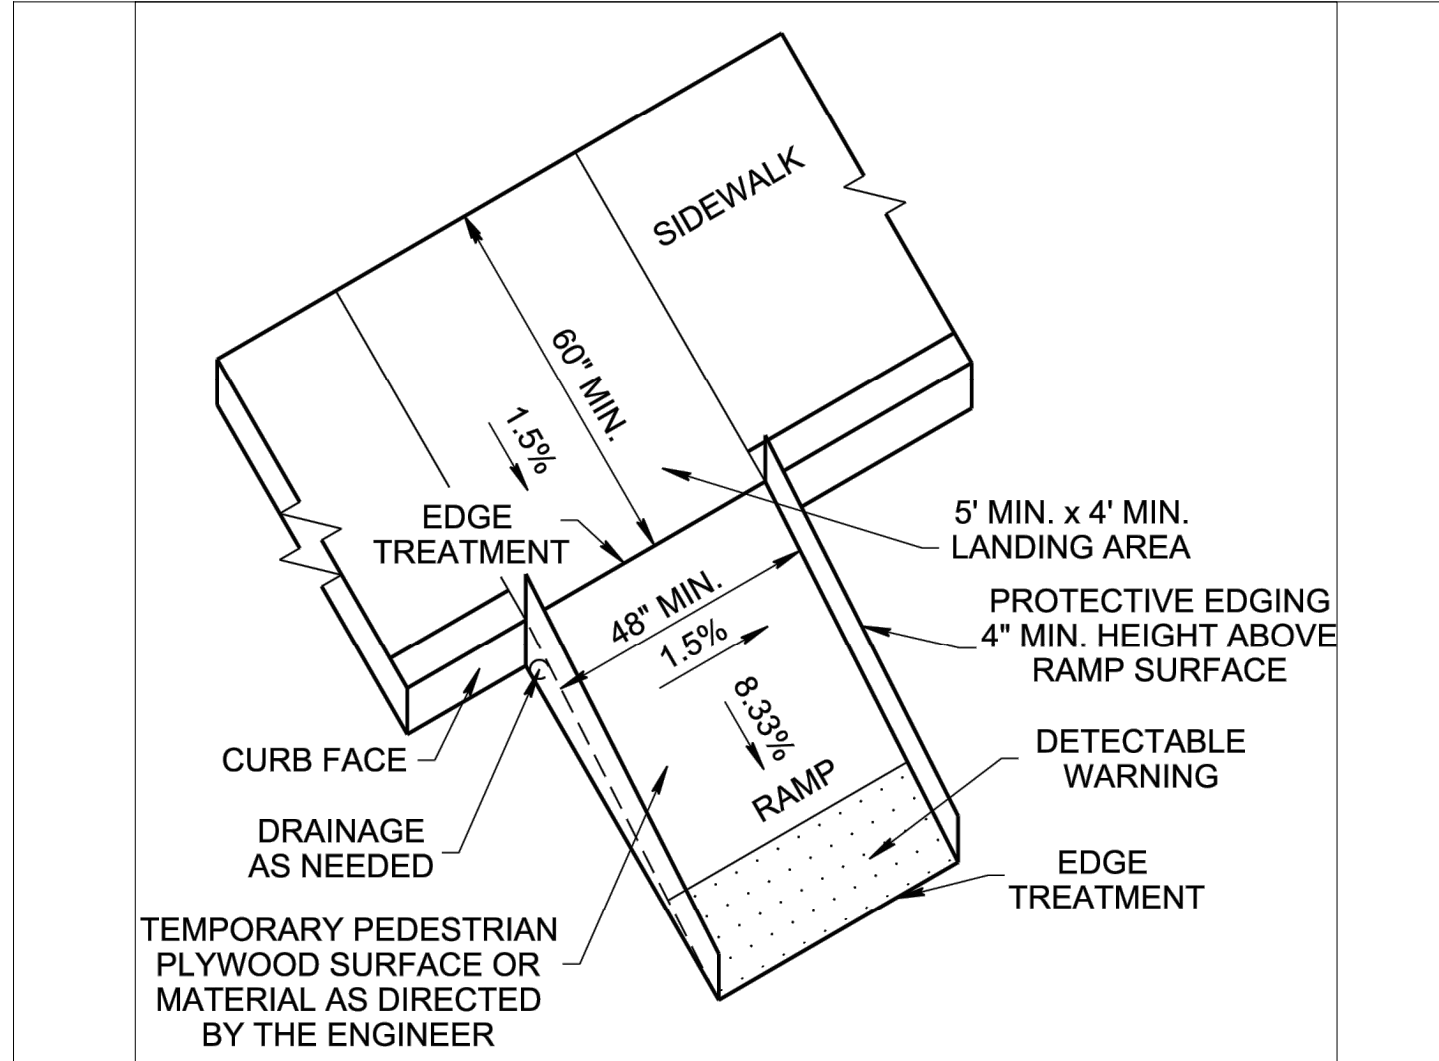 SIDEWALK
60" MIN.
1.5%
EDGE
TREATMENT
5' MIN. x 4' MIN.
LANDING AREA
48" MIN.
1.5%
PROTECTIVE EDGING
4" MIN. HEIGHT ABOVE
RAMP SURFACE
8.33%
RAMP
CURB FACE
DETECTABLE
WARNING
DRAINAGE
AS NEEDED
EDGE
TREATMENT
TEMPORARY PEDESTRIAN
PLYWOOD SURFACE OR
MATERIAL AS DIRECTED
BY THE ENGINEER